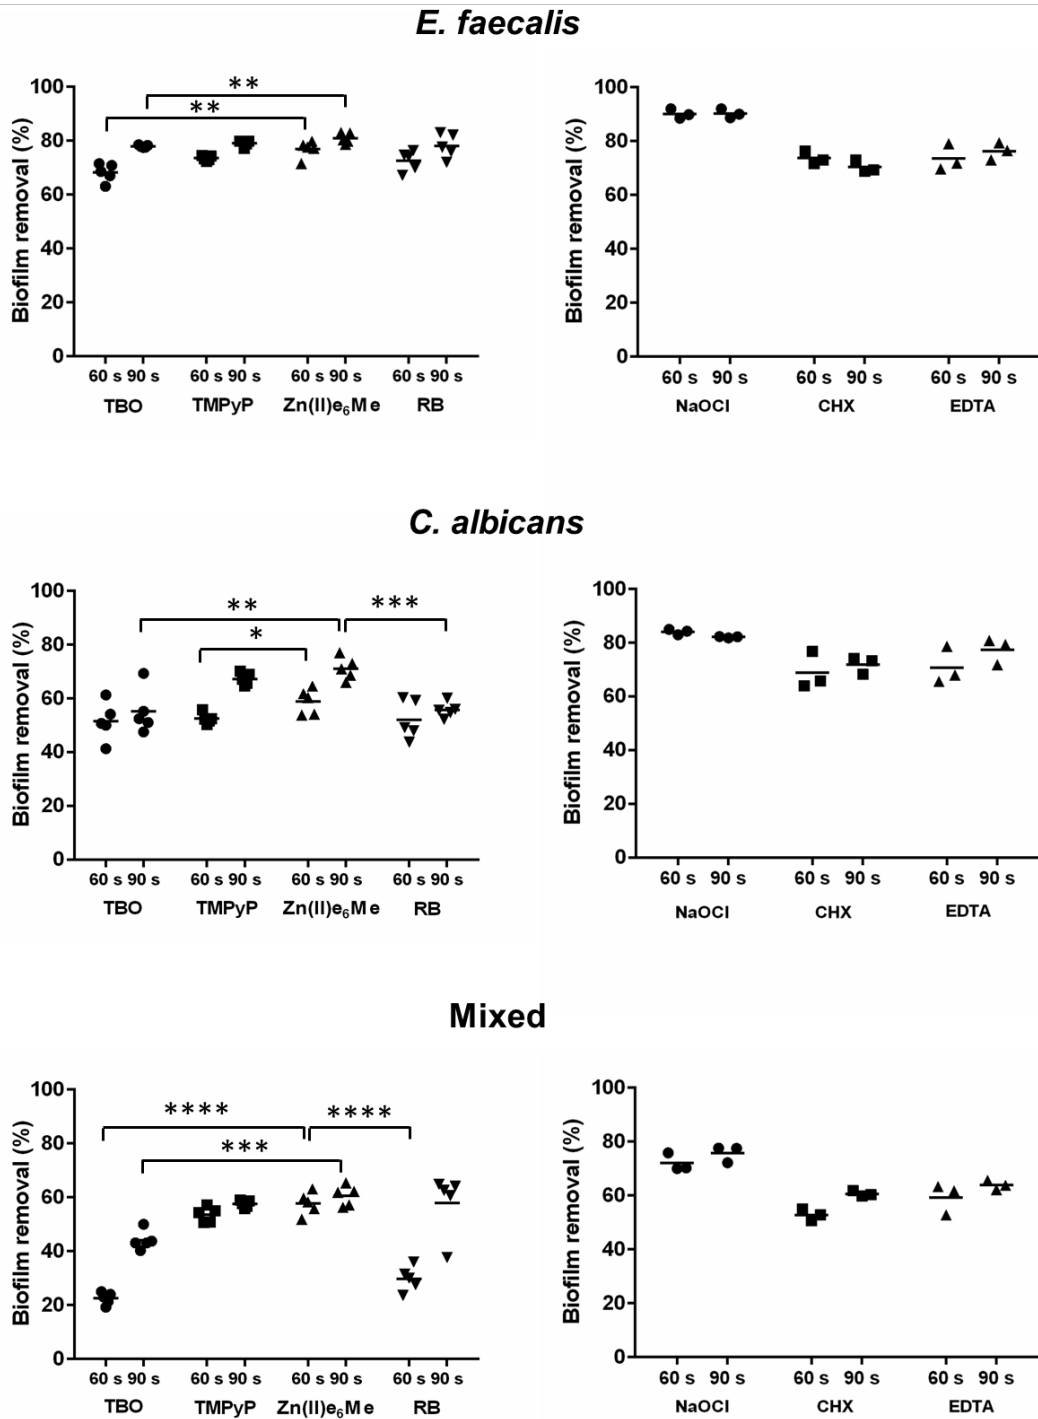 E. faecalis
Biofilm removal (%)
100
80
60
40
20
0
**
**
60 s 90 s 60 s 90 s 60 s 90 s 60 s 90 s
TBO TMPyP Zn(II)e₆Me RB
Biofilm removal (%)
100
80
60
40
20
0
60 s 90 s 60 s 90 s 60 s 90 s
NaOCl CHX EDTA
C. albicans
Biofilm removal (%)
100
80
60
40
20
0
** ***
*
60 s 90 s 60 s 90 s 60 s 90 s 60 s 90 s
TBO TMPyP Zn(II)e₆Me RB
Biofilm removal (%)
100
80
60
40
20
0
60 s 90 s 60 s 90 s 60 s 90 s
NaOCl CHX EDTA
Mixed
Biofilm removal (%)
100
80
60
40
20
0
**** ****
***
60 s 90 s 60 s 90 s 60 s 90 s 60 s 90 s
TBO TMPyP Zn(II)e₆Me RB
Biofilm removal (%)
100
80
60
40
20
0
60 s 90 s 60 s 90 s 60 s 90 s
NaOCl CHX EDTA